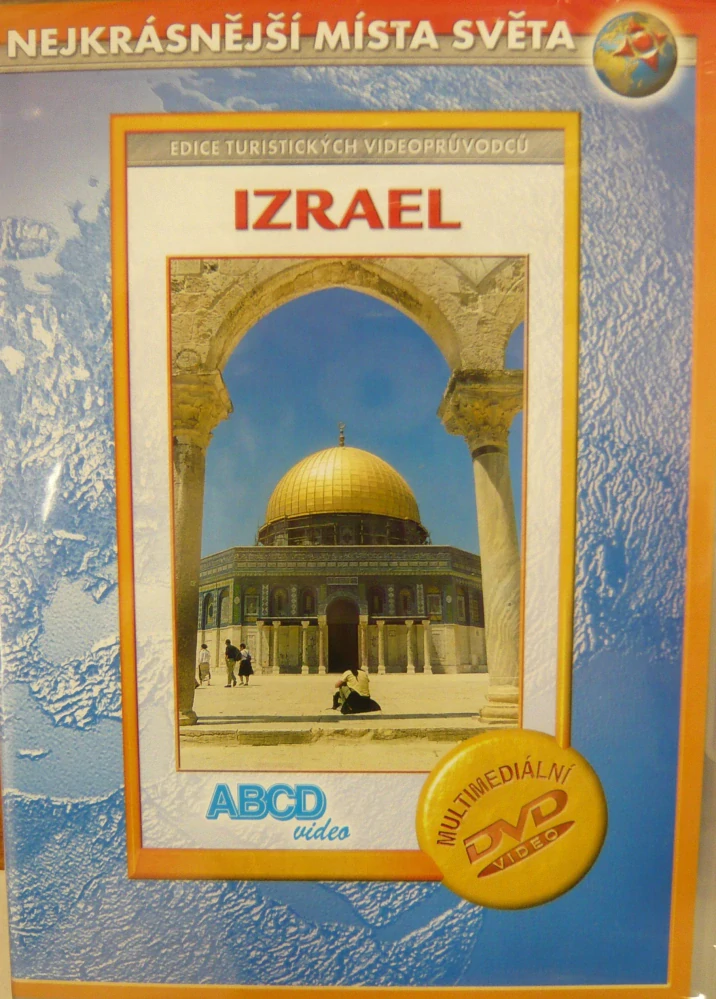 NEJKRÁSNĚJŠÍ MÍSTA SVĚTA
EDICE TURISTICKÝCH VIDEOPRŮVODCŮ
IZRAEL
ABCD
video
MULTIMEDIÁLNÍ
DVD
VIDEO